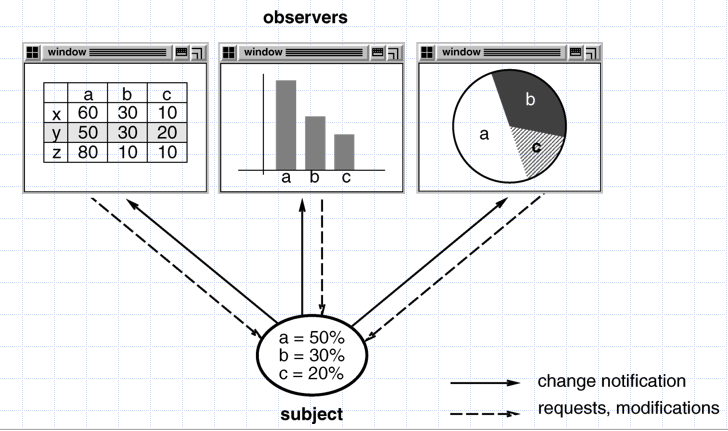 observers
window
window
window
a b c
x 60 30 10
y 50 30 20
z 80 10 10
a b c
a
b
c
a = 50%
b = 30%
c = 20%
subject
change notification
requests, modifications